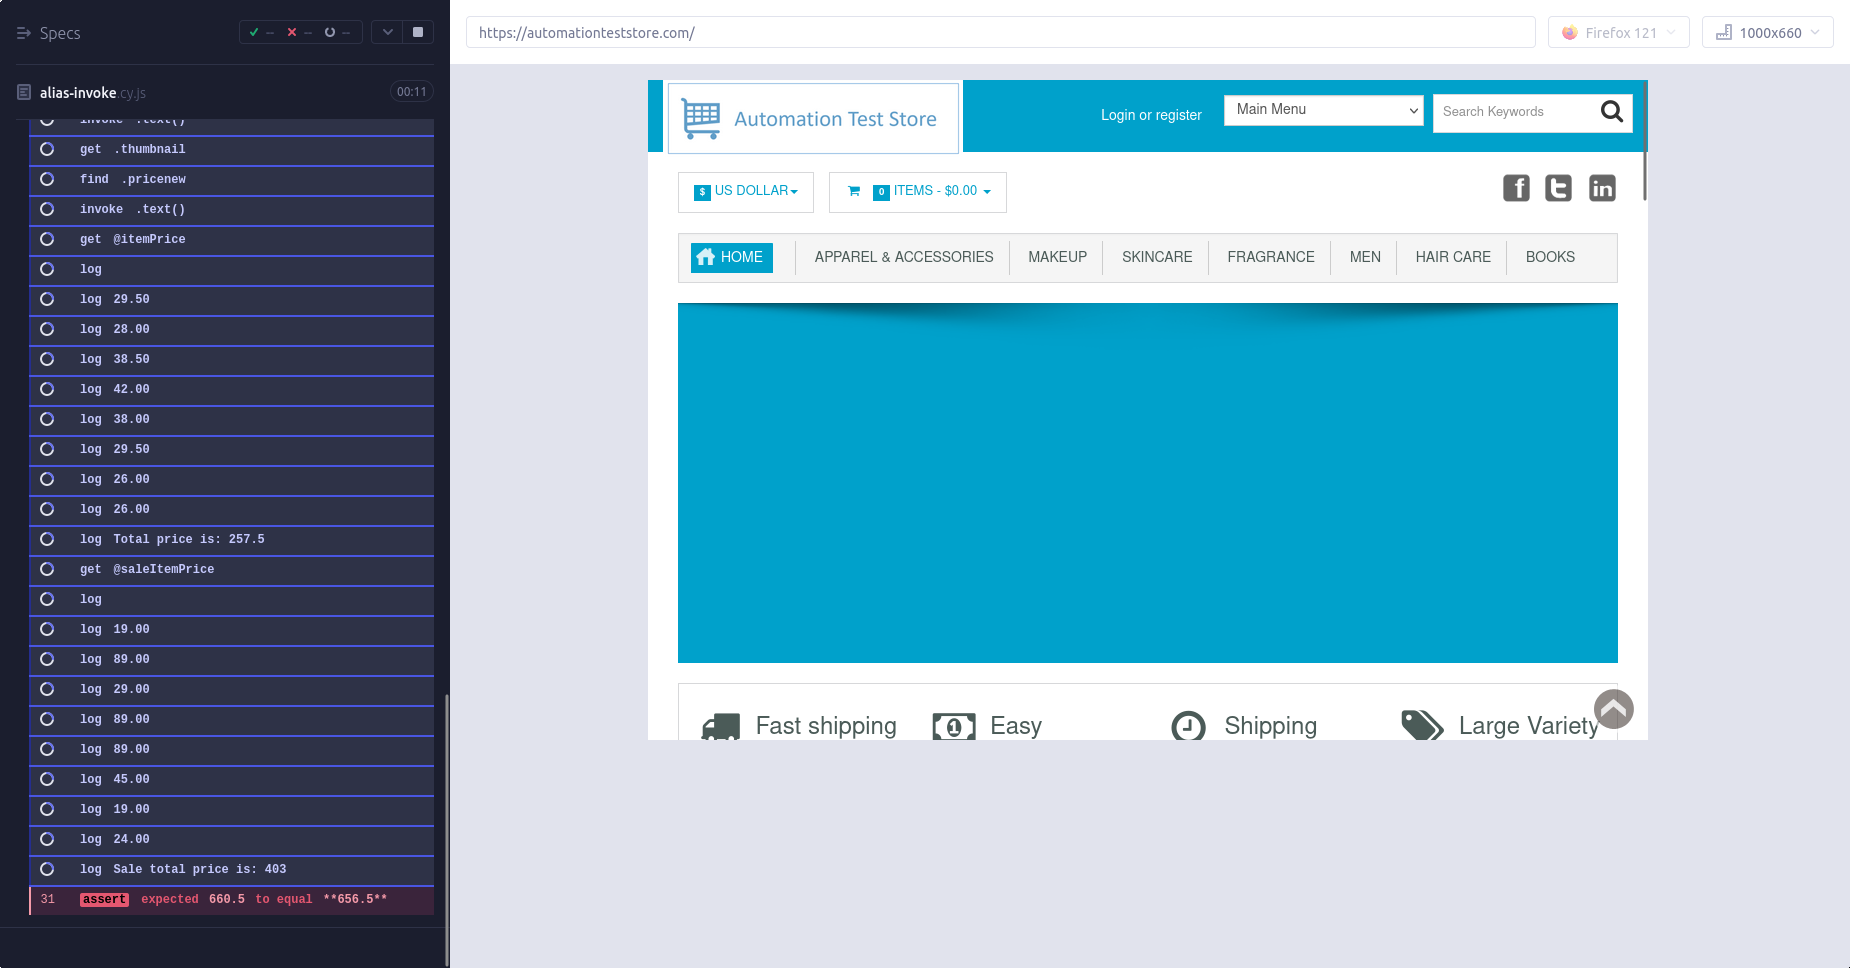 Specs
-- -- --
alias-invoke.cy.js 00:11
invoke .text()
get .thumbnail
find .pricenew
invoke .text()
get @itemPrice
log
log 29.50
log 28.00
log 38.50
log 42.00
log 38.00
log 29.50
log 26.00
log 26.00
log Total price is: 257.5
get @saleItemPrice
log
log 19.00
log 89.00
log 29.00
log 89.00
log 89.00
log 45.00
log 19.00
log 24.00
log Sale total price is: 403
31 assert expected 660.5 to equal **656.5**
https://automationteststore.com/ Firefox 121 1000x660
Automation Test Store Login or register Main Menu Search Keywords
$ US DOLLAR 0 ITEMS - $0.00 f t in
HOME APPAREL & ACCESSORIES MAKEUP SKINCARE FRAGRANCE MEN HAIR CARE BOOKS
Fast shipping 1 Easy Shipping Large Variety